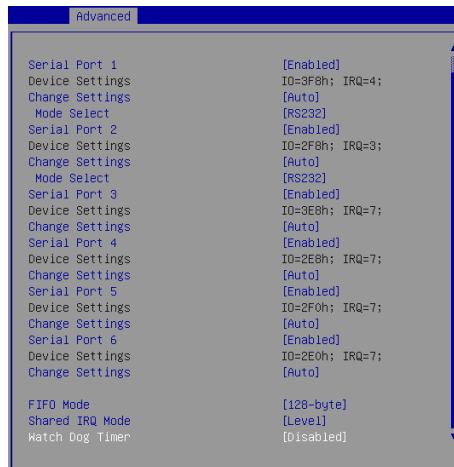 Advanced
Serial Port 1 [Enabled]
Device Settings IO=3F8h; IRQ=4;
Change Settings [Auto]
Mode Select [RS232]
Serial Port 2 [Enabled]
Device Settings IO=2F8h; IRQ=3;
Change Settings [Auto]
Mode Select [RS232]
Serial Port 3 [Enabled]
Device Settings IO=3E8h; IRQ=7;
Change Settings [Auto]
Serial Port 4 [Enabled]
Device Settings IO=2E8h; IRQ=7;
Change Settings [Auto]
Serial Port 5 [Enabled]
Device Settings IO=2F0h; IRQ=7;
Change Settings [Auto]
Serial Port 6 [Enabled]
Device Settings IO=2E0h; IRQ=7;
Change Settings [Auto]
FIFO Mode [128-byte]
Shared IRQ Mode [Level]
Watch Dog Timer [Disabled]